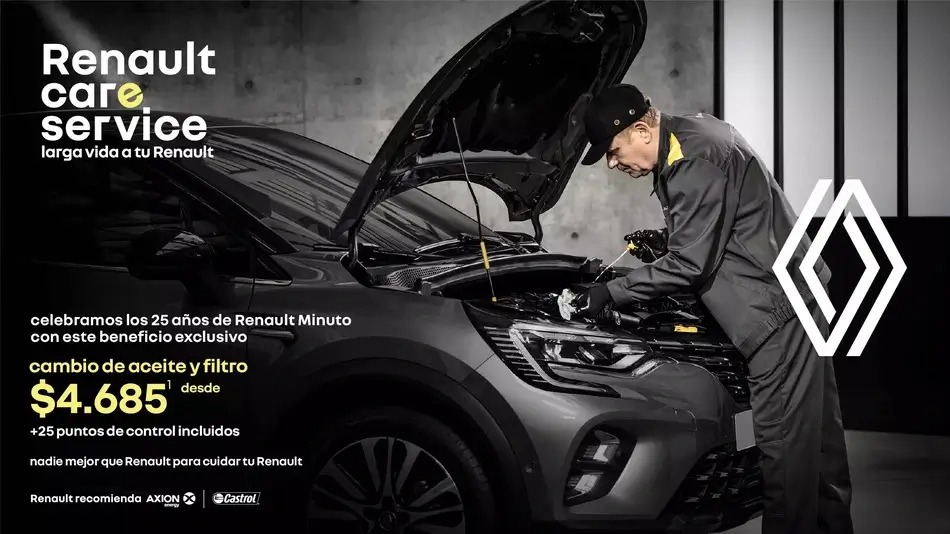 Renault
care
service
larga vida a tu Renault
celebramos los 25 años de Renault Minuto
con este beneficio exclusivo
cambio de aceite y filtro
$4.685¹ desde
+25 puntos de control incluidos
nadie mejor que Renault para cuidar tu Renault
Renault recomienda AXION energy Castrol